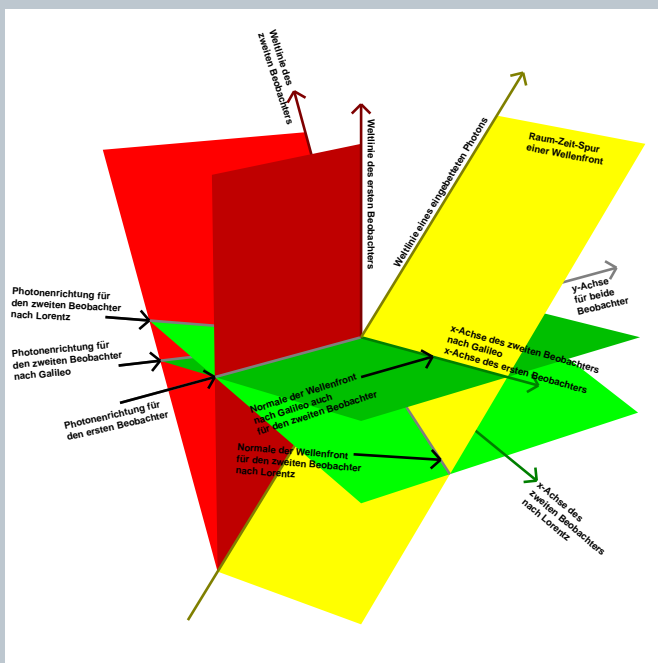 Weltlinie des
zweiten Beobachters
Weltlinie des ersten Beobachters
Weltlinie eines eingebetteten Photons
Raum-Zeit-Spur
einer Wellenfront
y-Achse
für beide
Beobachter
Photonenrichtung für
den zweiten Beobachter
nach Lorentz
Photonenrichtung für
den zweiten Beobachter
nach Galileo
Photonenrichtung für
den ersten Beobachter
x-Achse des zweiten Beobachters
nach Galileo
x-Achse des ersten Beobachters
Normale der Wellenfront
nach Galileo auch
für den zweiten Beobachter
Normale der Wellenfront
für den zweiten Beobachter
nach Lorentz
x-Achse des
zweiten Beobachters
nach Lorentz